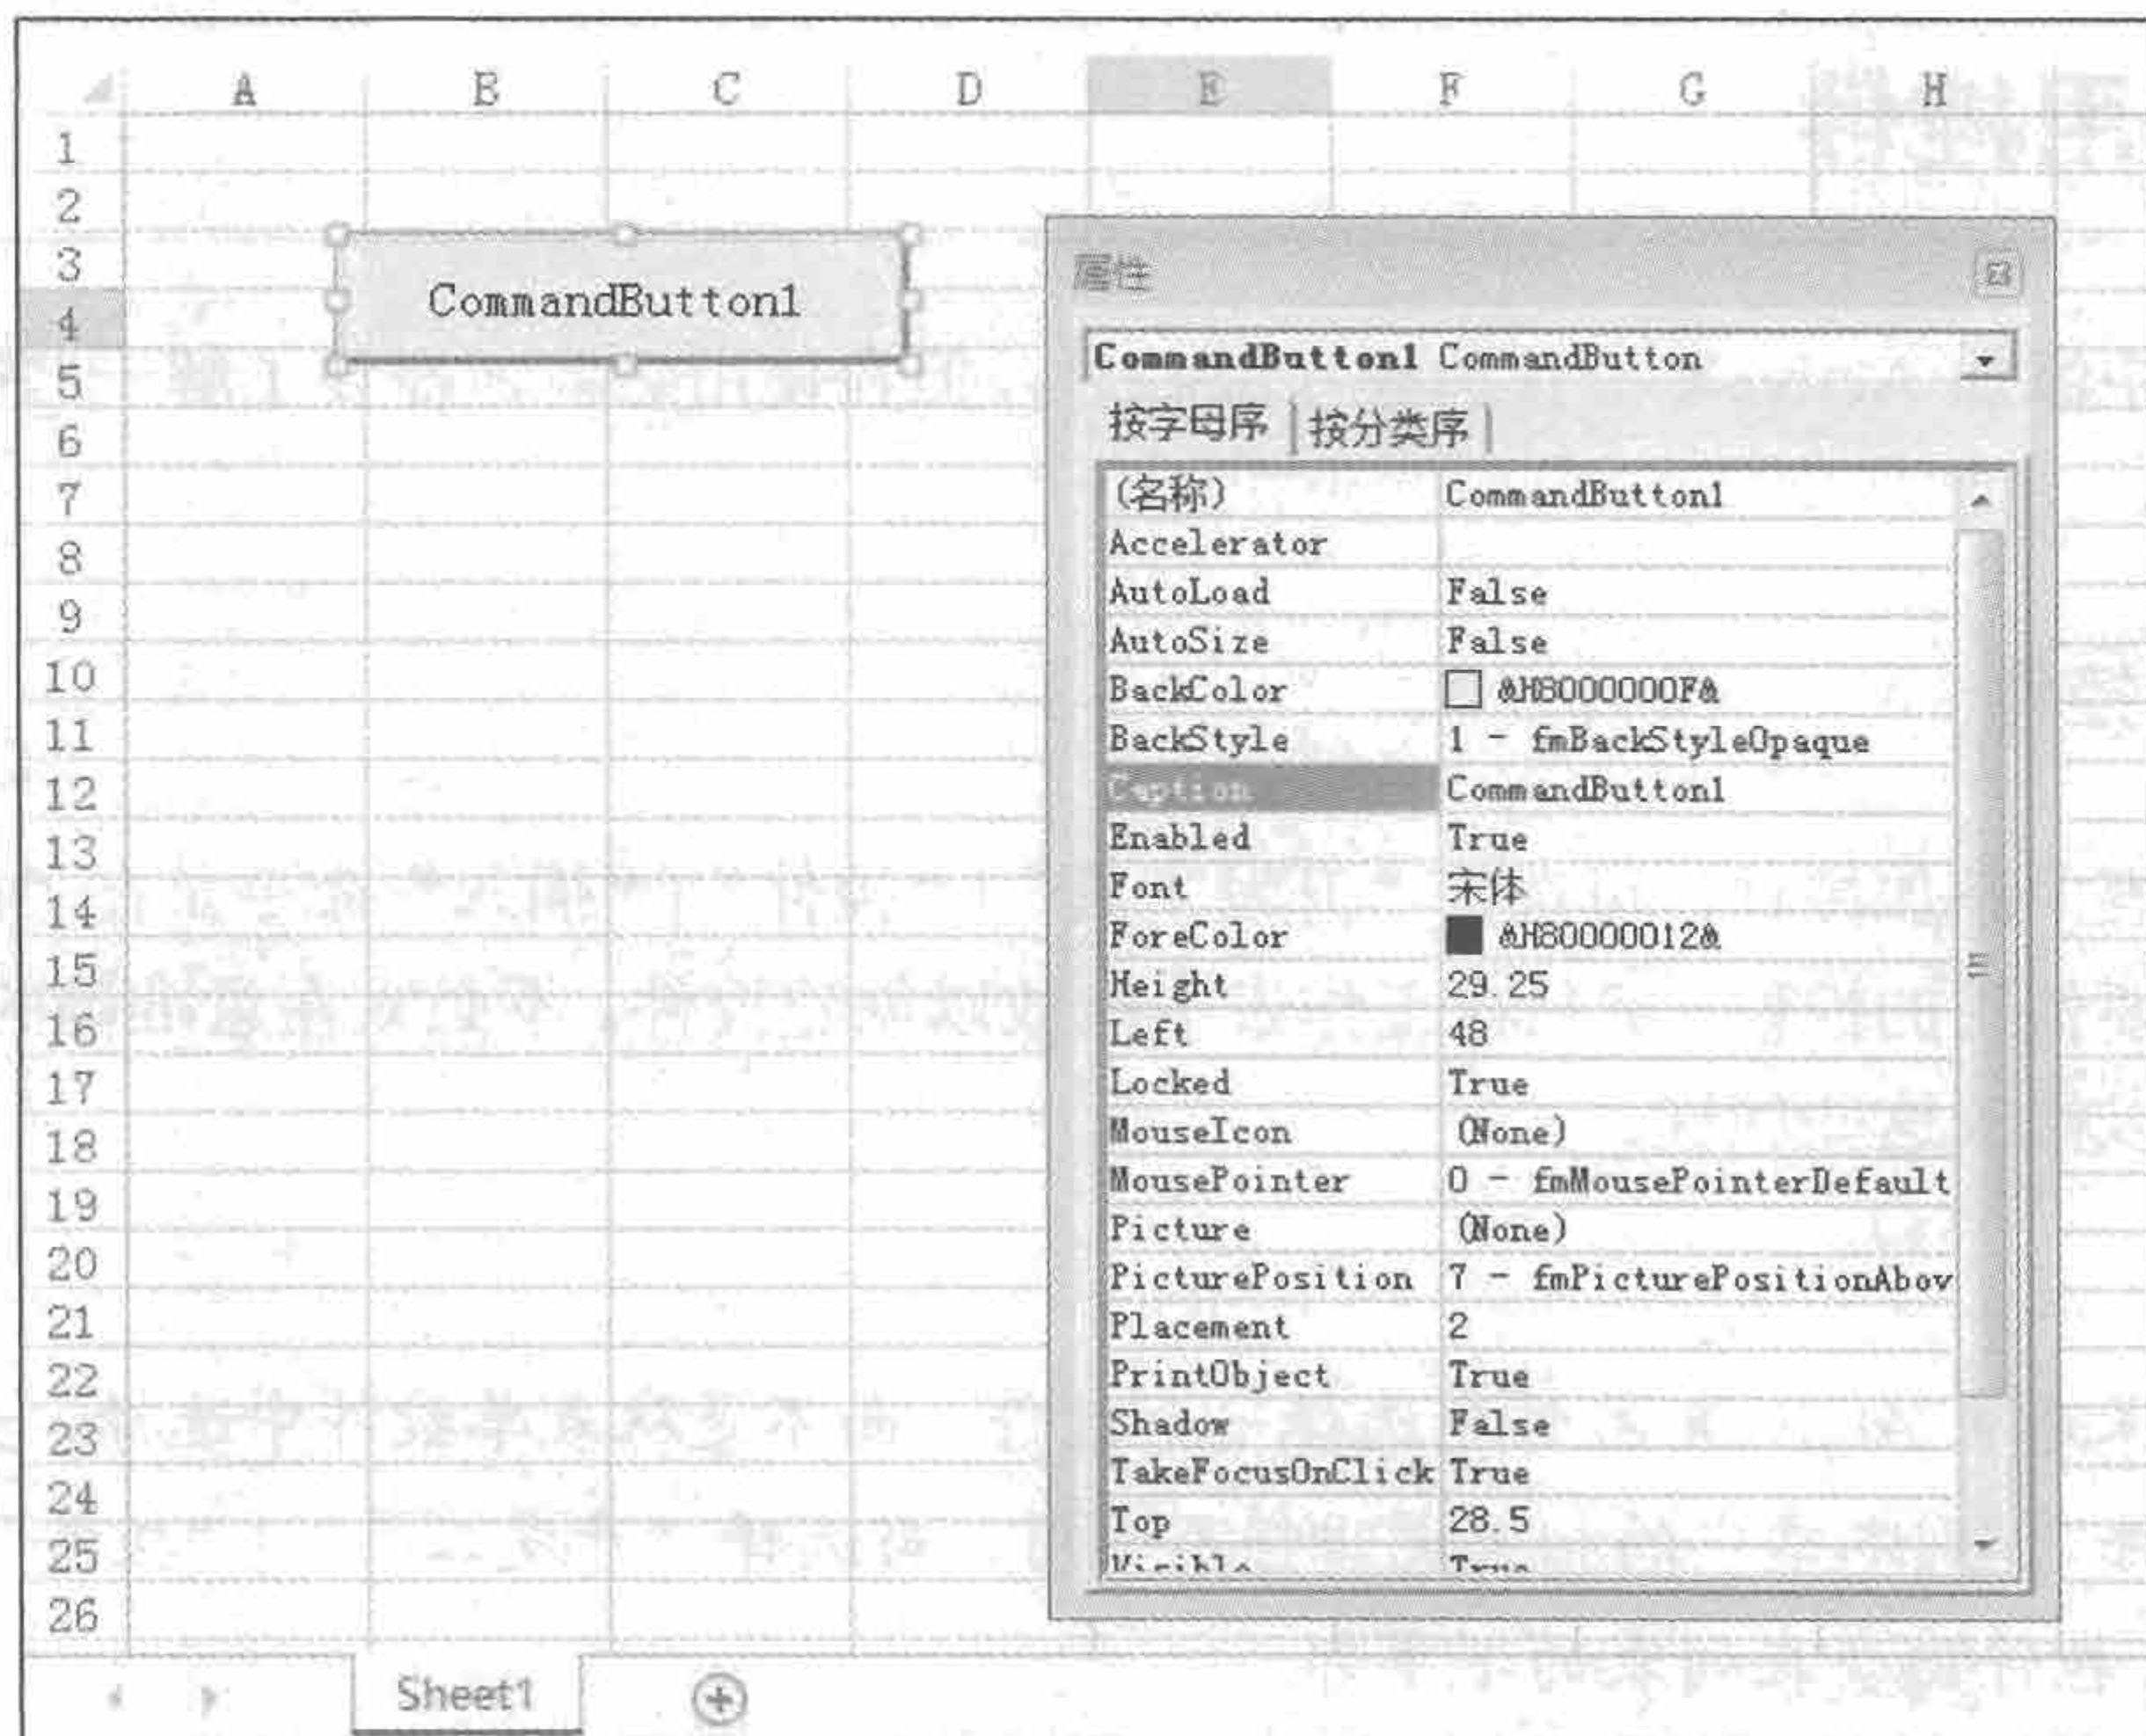 A B C D E F G H
1
2
3
4
5
6
7
8
9
10
11
12
13
14
15
16
17
18
19
20
21
22
23
24
25
26
CommandButton1
属性
CommandButton1 CommandButton
按字母序 按分类序
(名称) CommandButton1
Accelerator
AutoLoad False
AutoSize False
BackColor &H8000000F&
BackStyle 1 - fmBackStyleOpaque
Caption CommandButton1
Enabled True
Font 宋体
ForeColor &H80000012&
Height 29.25
Left 48
Locked True
MouseIcon (None)
MousePointer 0 - fmMousePointerDefault
Picture (None)
PicturePosition 7 - fmPicturePositionAbov
Placement 2
PrintObject True
Shadow False
TakeFocusOnClick True
Top 28.5
Visible True
Sheet1